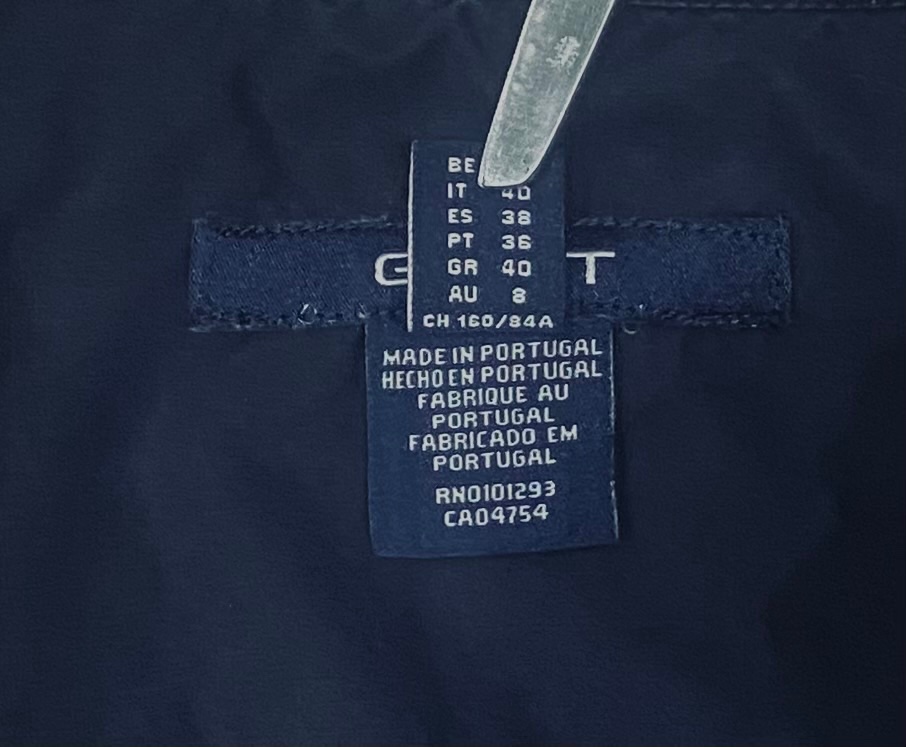 BE
IT 40
ES 38
PT 36
GR 40
AU 8
CH 160/84A
G T
MADE IN PORTUGAL
HECHO EN PORTUGAL
FABRIQUE AU
PORTUGAL
FABRICADO EM
PORTUGAL
RN0101293
CA04754